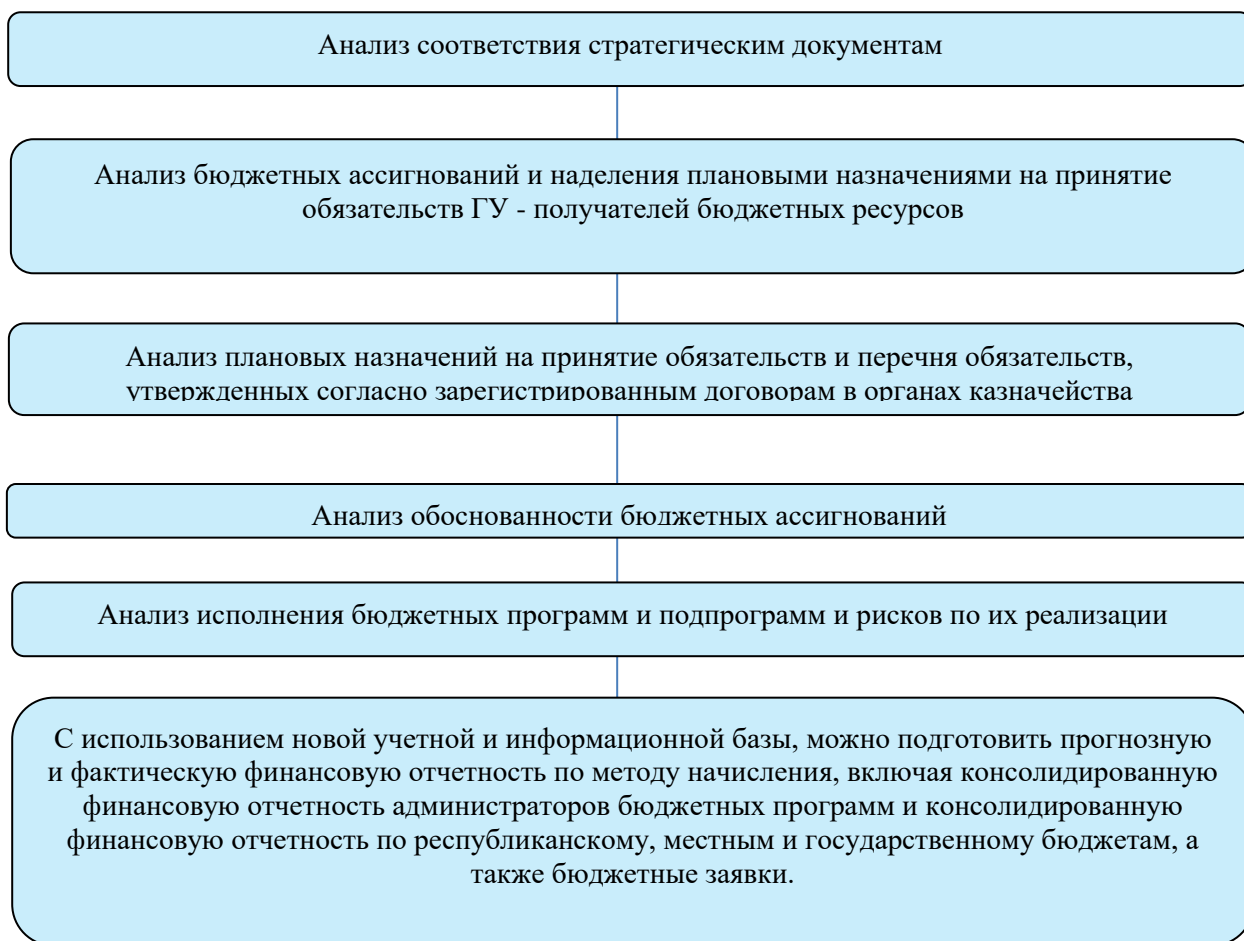 Анализ соответствия стратегическим документам
Анализ бюджетных ассигнований и наделения плановыми назначениями на принятие
обязательств ГУ - получателей бюджетных ресурсов
Анализ плановых назначений на принятие обязательств и перечня обязательств,
утвержденных согласно зарегистрированным договорам в органах казначейства
Анализ обоснованности бюджетных ассигнований
Анализ исполнения бюджетных программ и подпрограмм и рисков по их реализации
С использованием новой учетной и информационной базы, можно подготовить прогнозную
и фактическую финансовую отчетность по методу начисления, включая консолидированную
финансовую отчетность администраторов бюджетных программ и консолидированную
финансовую отчетность по республиканскому, местным и государственному бюджетам, а
также бюджетные заявки.